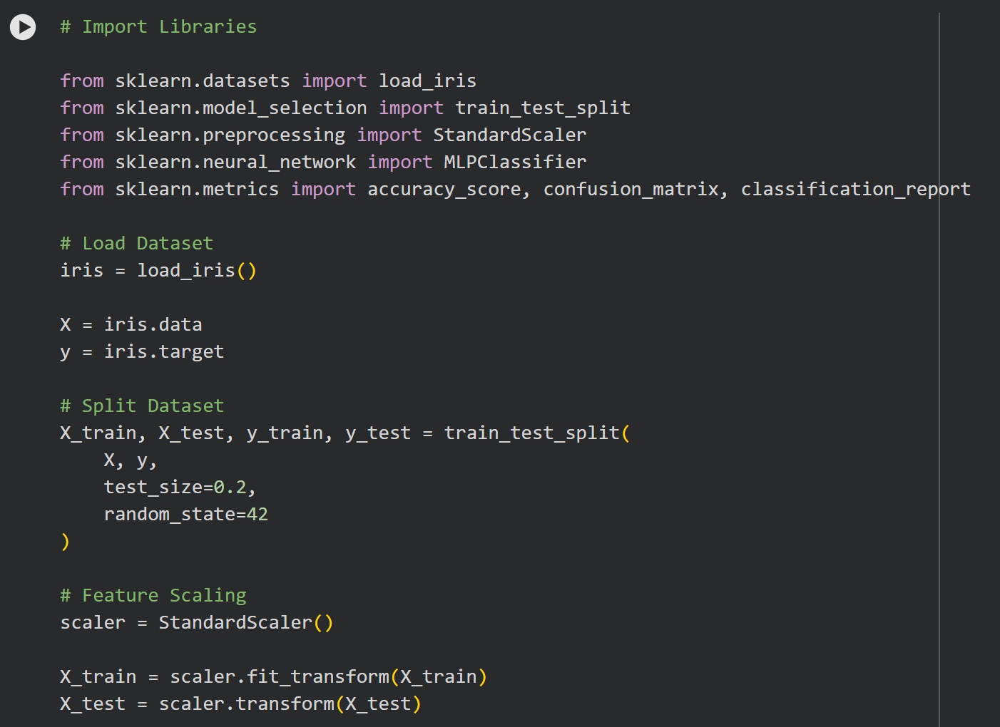 # Import Libraries
from sklearn.datasets import load_iris
from sklearn.model_selection import train_test_split
from sklearn.preprocessing import StandardScaler
from sklearn.neural_network import MLPClassifier
from sklearn.metrics import accuracy_score, confusion_matrix, classification_report
# Load Dataset
iris = load_iris()
X = iris.data
y = iris.target
# Split Dataset
X_train, X_test, y_train, y_test = train_test_split(
    X, y,
    test_size=0.2,
    random_state=42
)
# Feature Scaling
scaler = StandardScaler()
X_train = scaler.fit_transform(X_train)
X_test = scaler.transform(X_test)